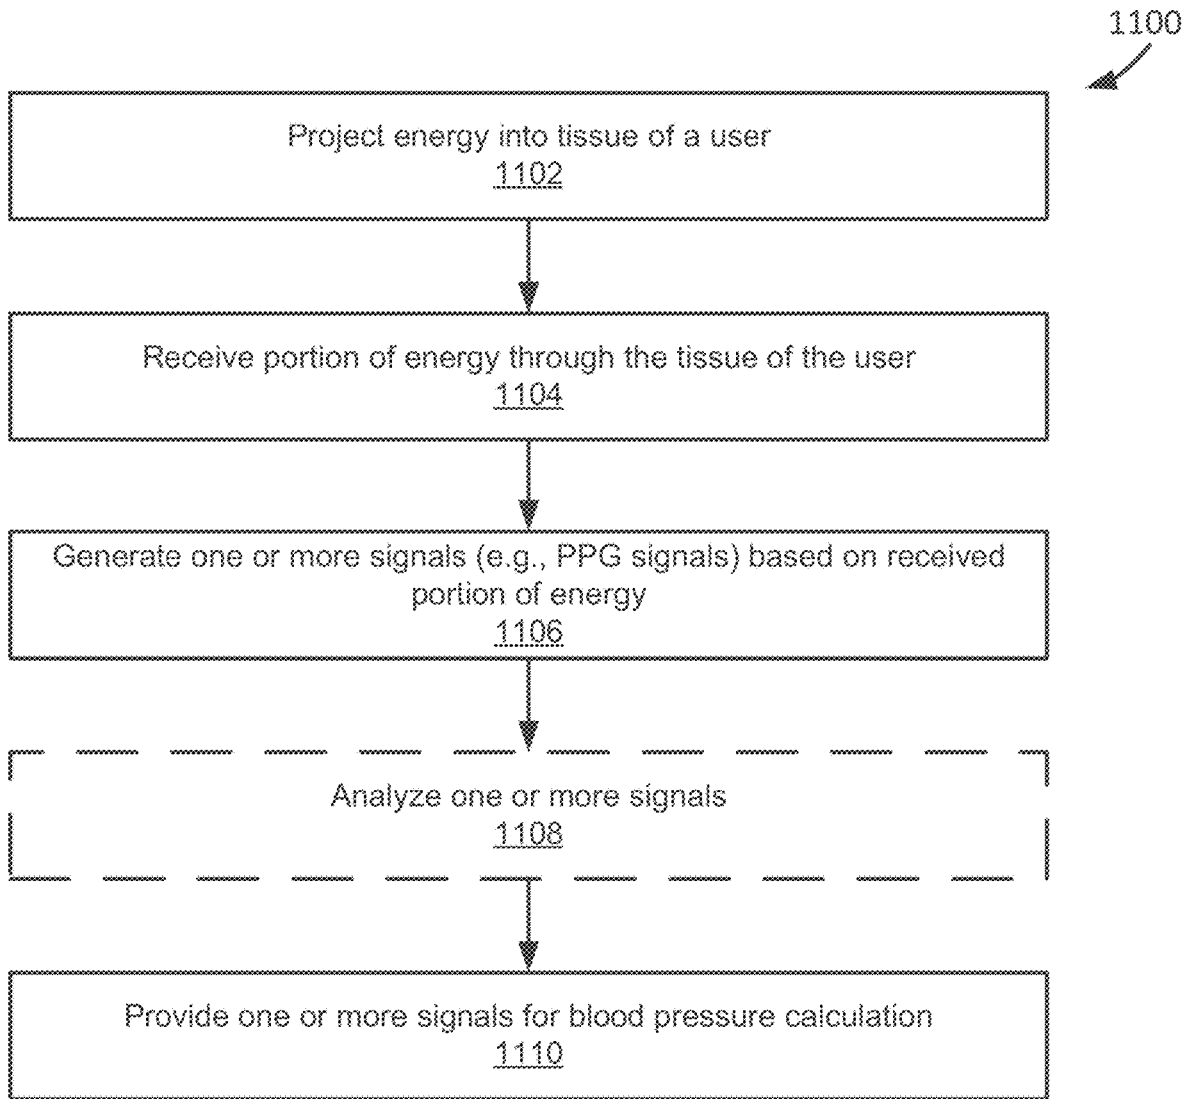 1100
Project energy into tissue of a user
1102
Receive portion of energy through the tissue of the user
1104
Generate one or more signals (e.g., PPG signals) based on received
portion of energy
1106
Analyze one or more signals
1108
Provide one or more signals for blood pressure calculation
1110